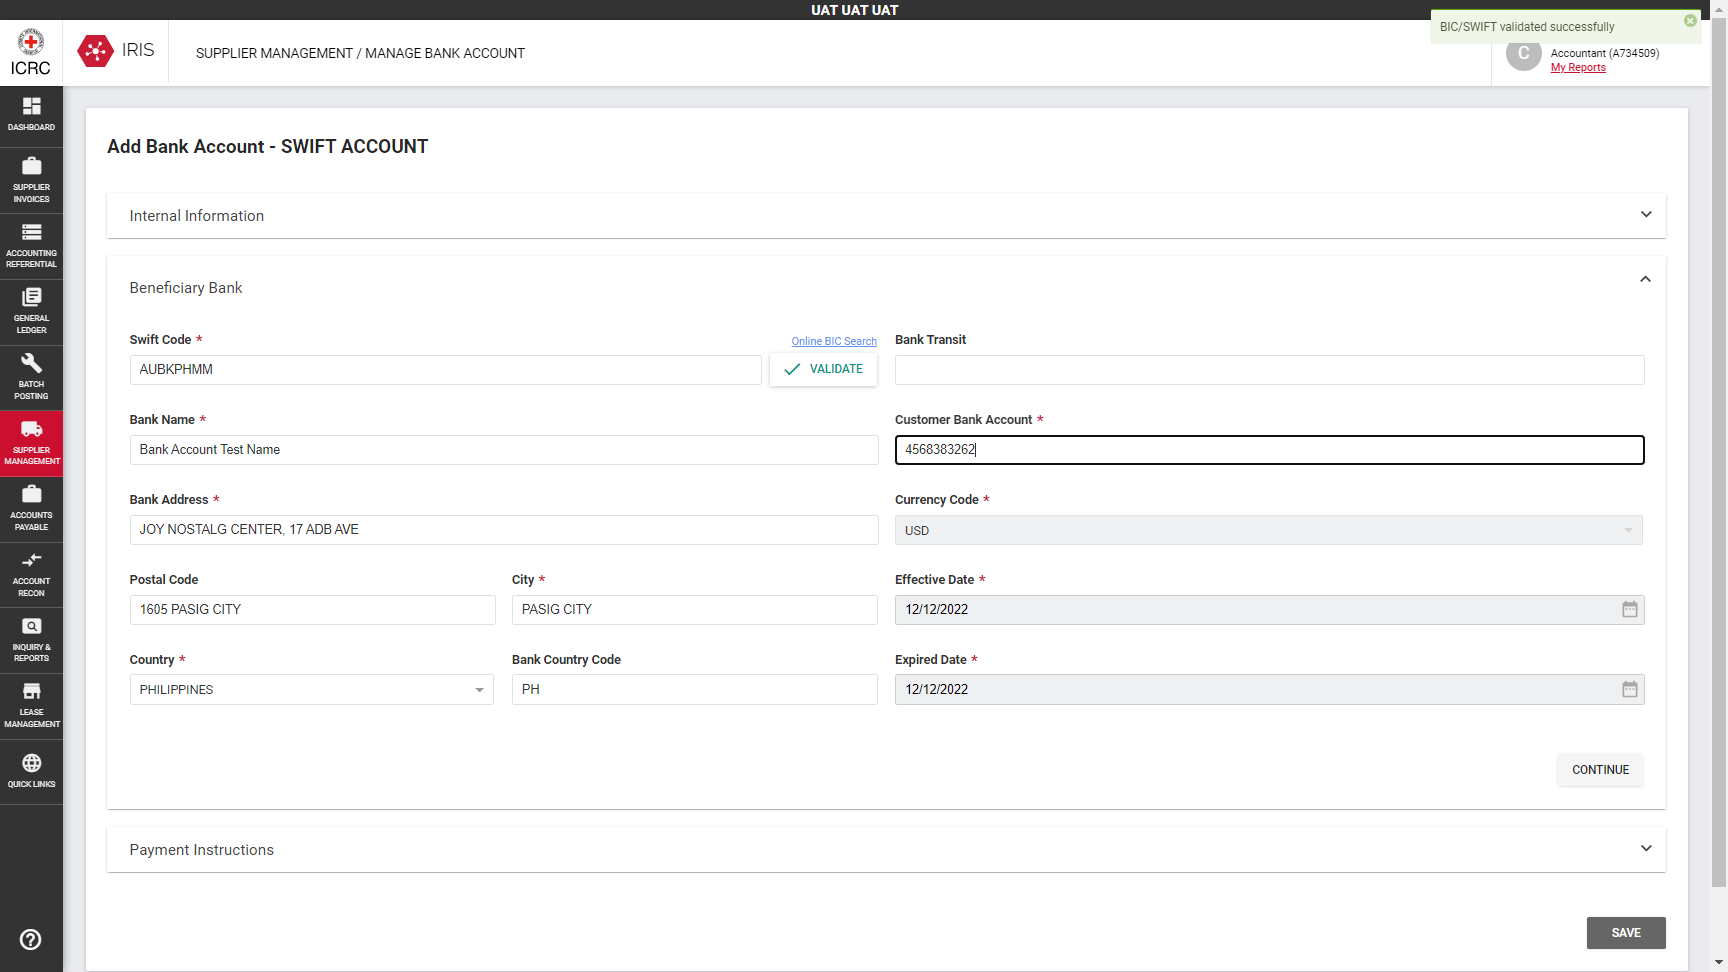 UAT UAT UAT
BIC/SWIFT validated successfully
ICRC
IRIS
SUPPLIER MANAGEMENT / MANAGE BANK ACCOUNT
C
Accountant (A734509)
My Reports
DASHBOARD
SUPPLIER
INVOICES
ACCOUNTING
REFERENTIAL
GENERAL
LEDGER
BATCH
POSTING
SUPPLIER
MANAGEMENT
ACCOUNTS
PAYABLE
ACCOUNT
RECON
INQUIRY &
REPORTS
LEASE
MANAGEMENT
QUICK LINKS
Add Bank Account - SWIFT ACCOUNT
Internal Information
Beneficiary Bank
Swift Code *
Online BIC Search
Bank Transit
AUBKPHMM
VALIDATE
Bank Name *
Customer Bank Account *
Bank Account Test Name
4568383262
Bank Address *
Currency Code *
JOY NOSTALG CENTER, 17 ADB AVE
USD
Postal Code
City *
Effective Date *
1605 PASIG CITY
PASIG CITY
12/12/2022
Country *
Bank Country Code
Expired Date *
PHILIPPINES
PH
12/12/2022
CONTINUE
Payment Instructions
SAVE